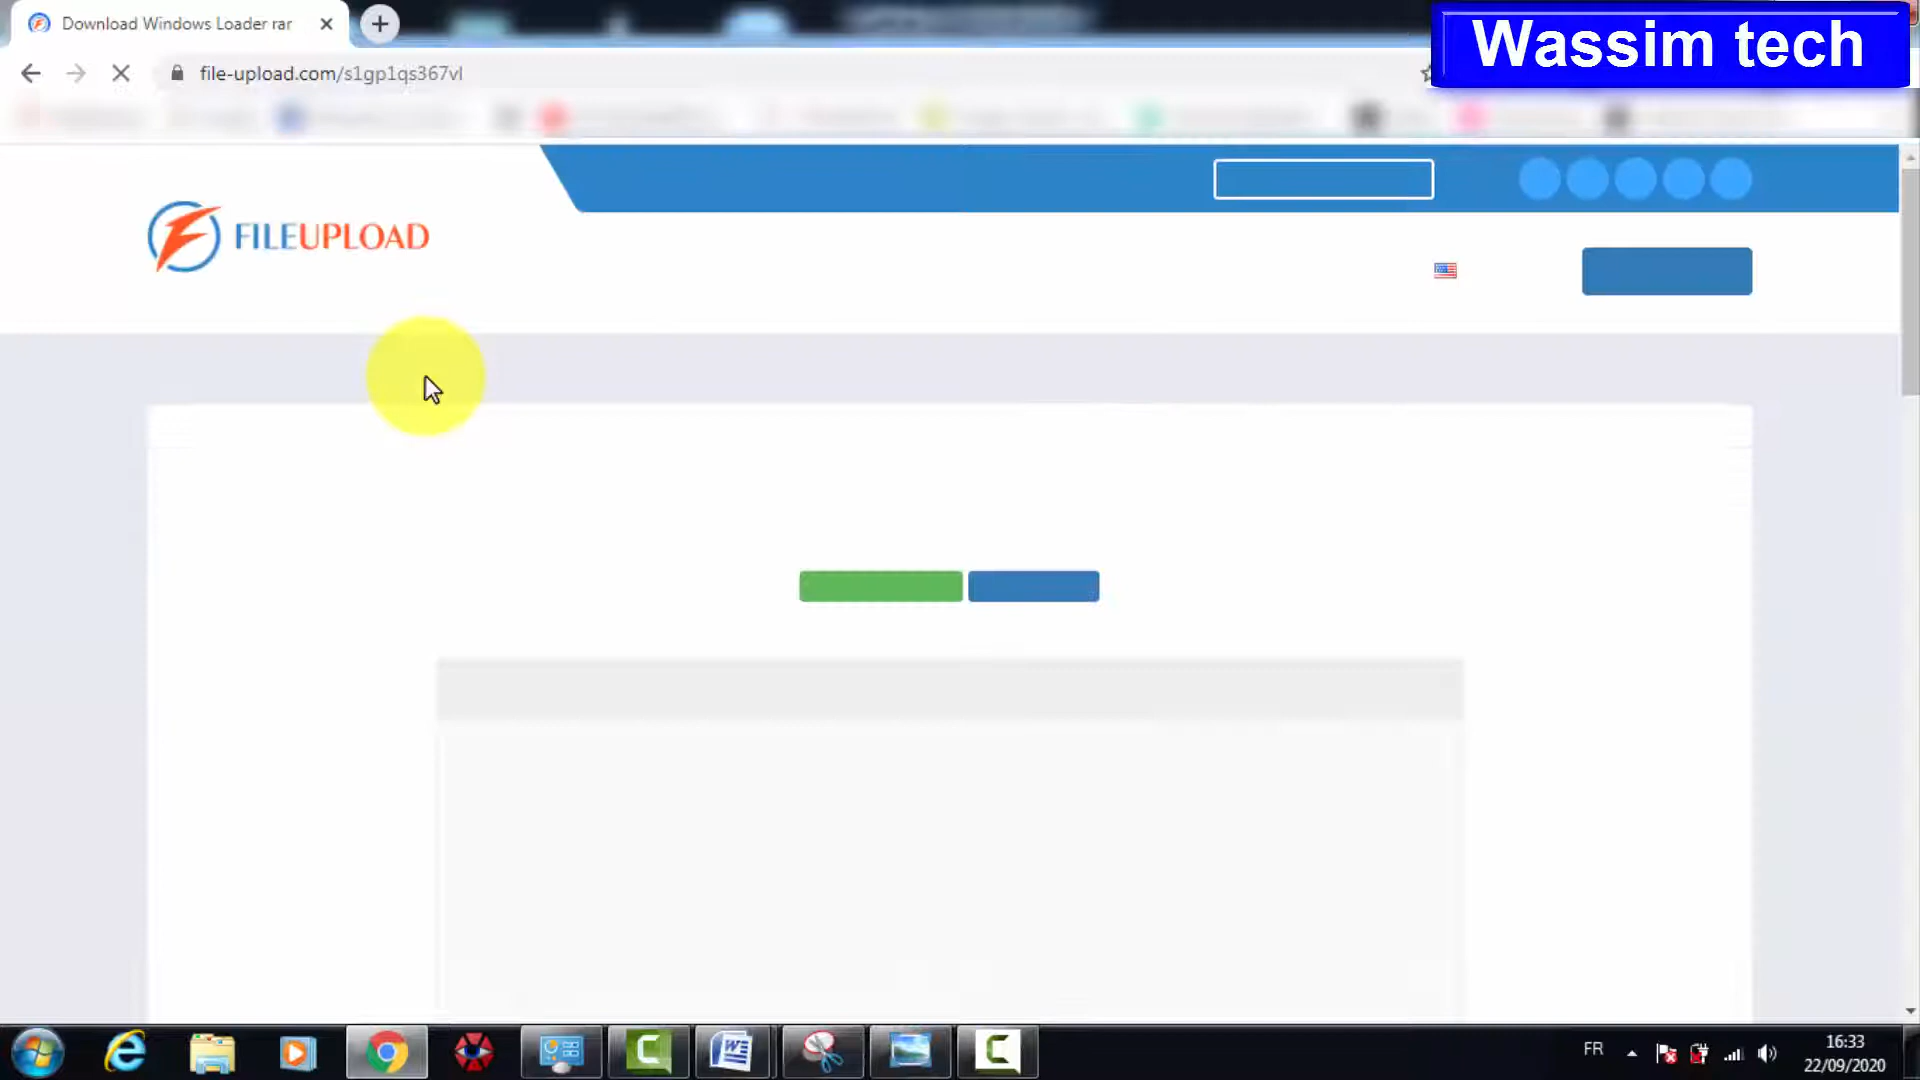 Download Windows Loader rar
Wassim tech
file-upload.com/s1gp1qs367vl
FILEUPLOAD
FR
16:33
22/09/2020